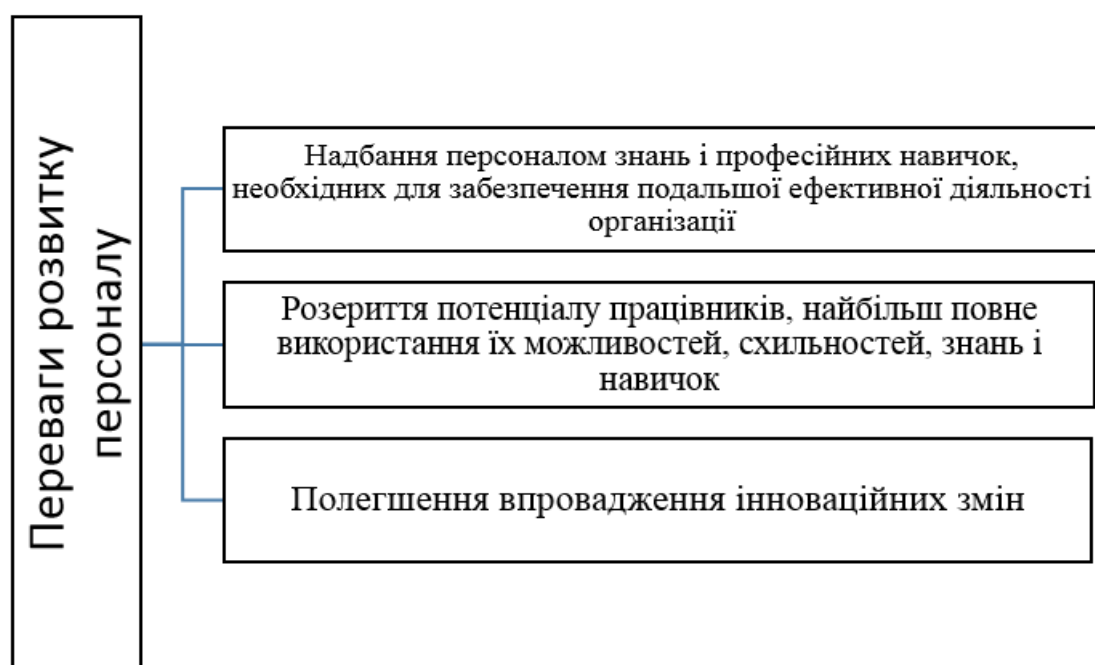 Переваги розвитку
персоналу
Надбання персоналом знань і професійних навичок,
необхідних для забезпечення подальшої ефективної діяльності
організації
Розериття потенціалу працівників, найбільш повне
використання їх можливостей, схильностей, знань і
навичок
Полегшення впровадження інноваційних змін